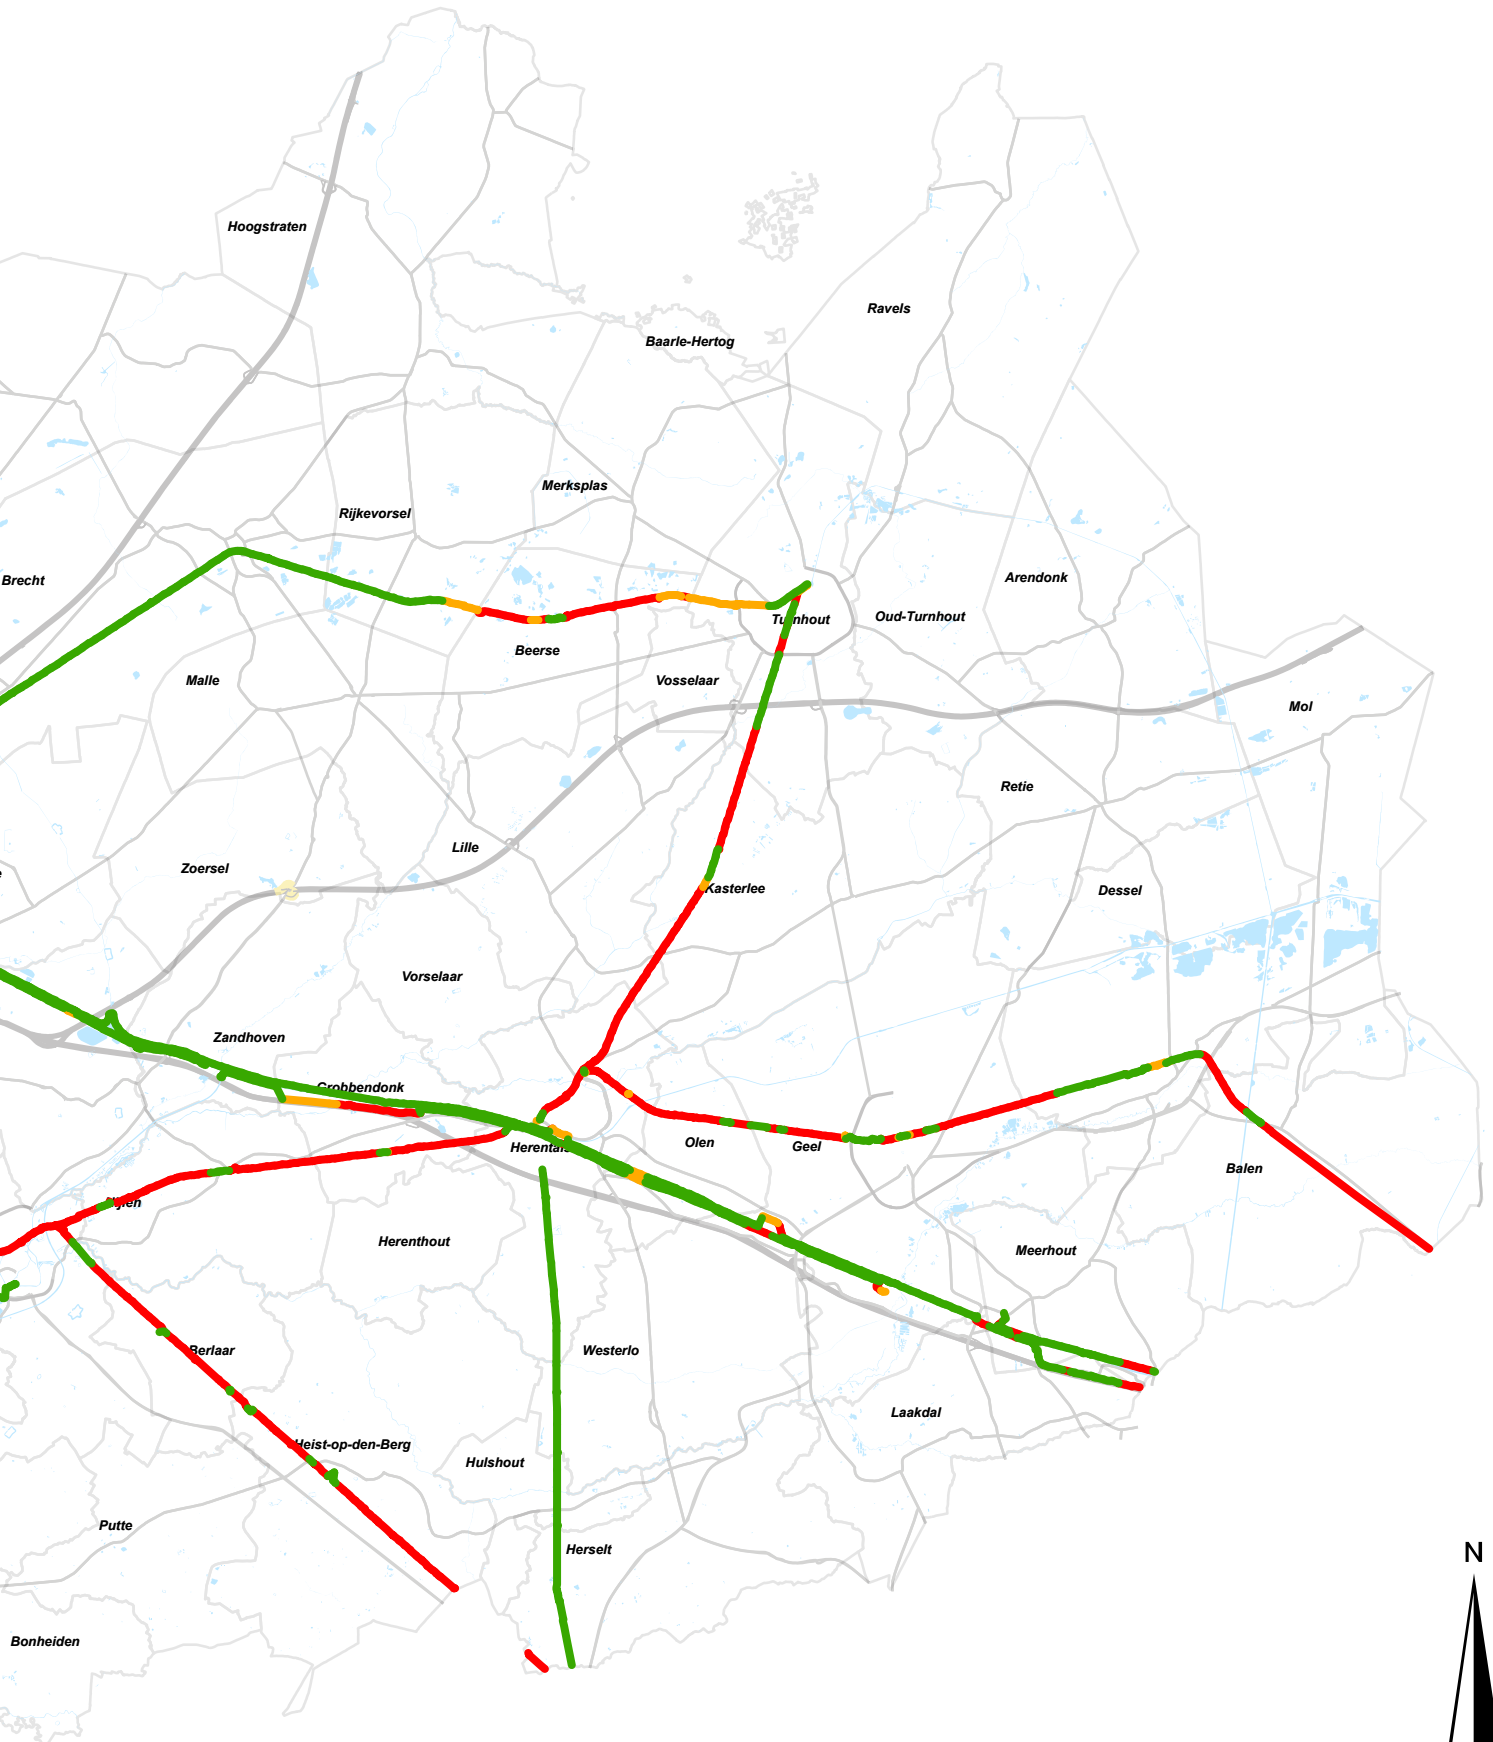 Hoogstraten
Ravels
Baarle-Hertog
Merksplas
Rijkevorsel
Brecht
Arendonk
Oud-Turnhout
Turnhout
Beerse
Malle
Vosselaar
Mol
Retie
Lille
Zoersel
Kasterlee
Dessel
Vorselaar
Zandhoven
Grobbendonk
Olen
Geel
Herentals
Balen
Herenthout
Meerhout
Berlaar
Westerlo
Laakdal
Heist-op-den-Berg
Hulshout
Putte
Herselt
N
Bonheiden